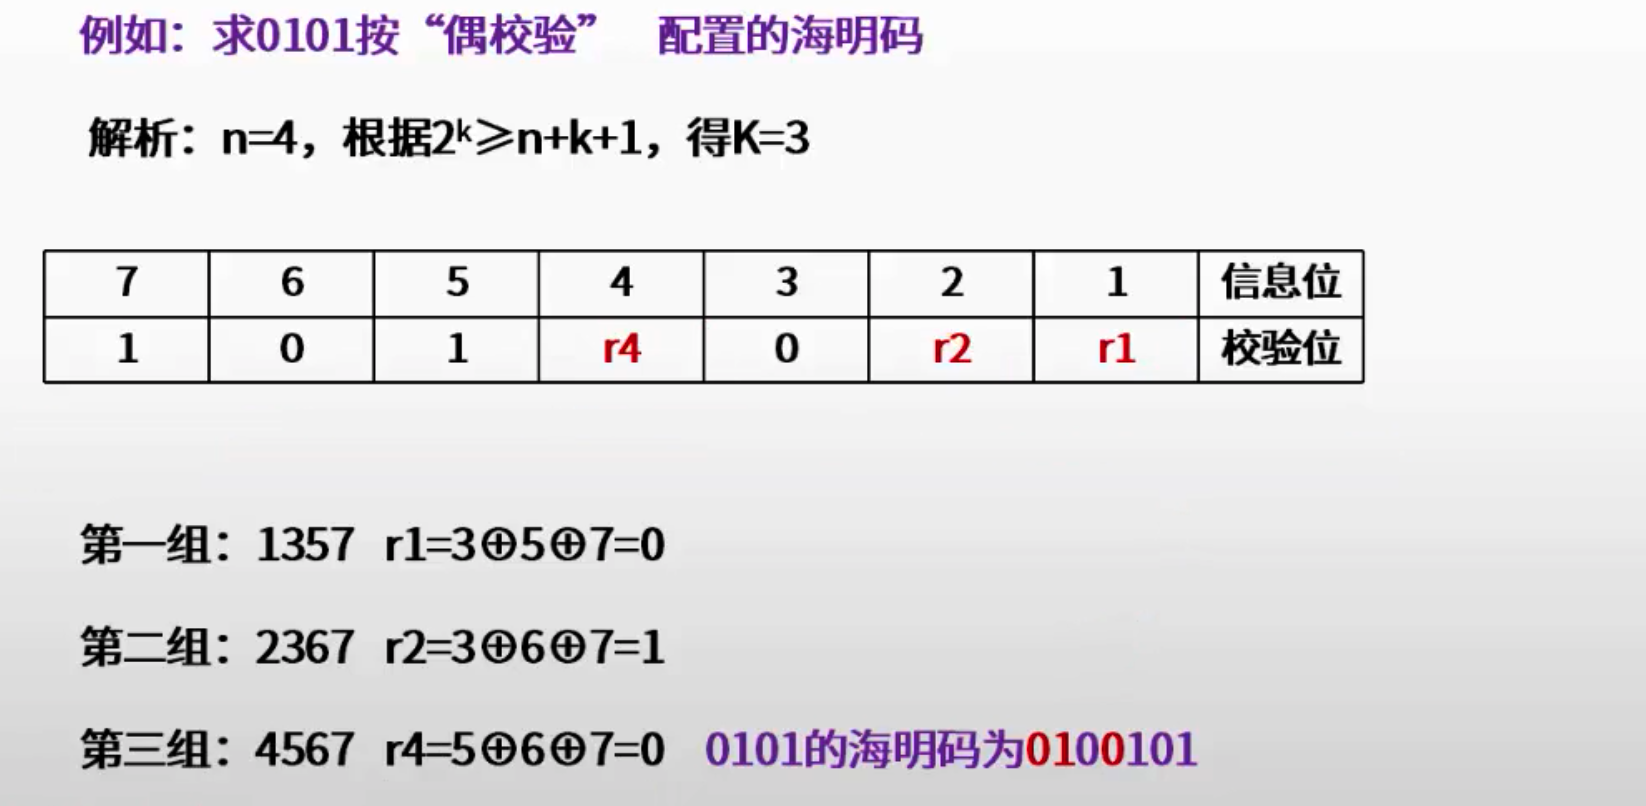 例如：求0101按“偶校验” 配置的海明码
解析：n=4，根据2ᵏ≥n+k+1，得K=3
7 6 5 4 3 2 1 信息位
1 0 1 r4 0 r2 r1 校验位
第一组：1357 r1=3⊕5⊕7=0
第二组：2367 r2=3⊕6⊕7=1
第三组：4567 r4=5⊕6⊕7=0 0101的海明码为0100101